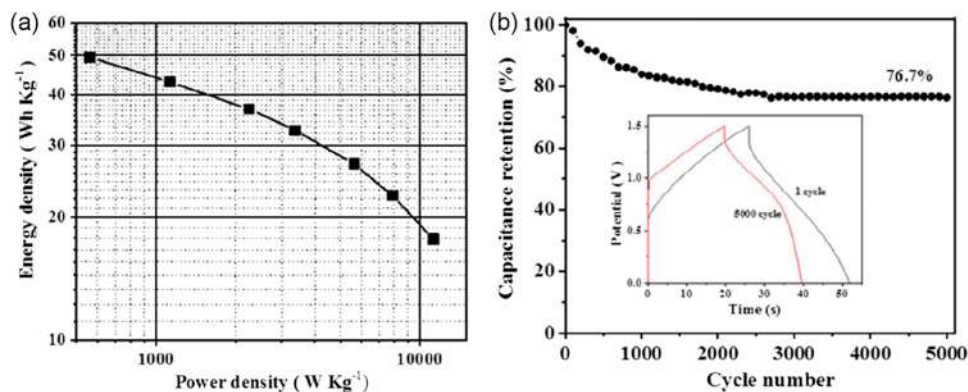 (a)
60
50
40
30
20
10
Energy density ( Wh Kg-1)
1000
10000
Power density ( W Kg-1)
(b)
100
80
60
40
20
0
Capacitance retention (%)
76.7%
1.5
1.0
0.5
0.0
Potential ( V )
1 cycle
5000 cycle
0 10 20 30 40 50
Time (s)
0 1000 2000 3000 4000 5000
Cycle number